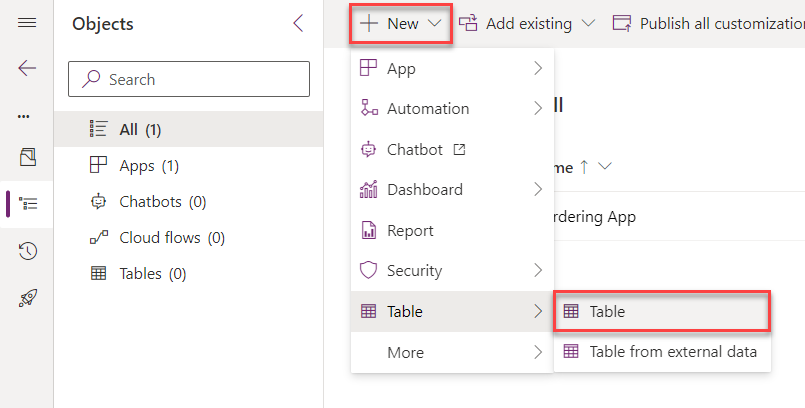 Objects
Search
All (1)
Apps (1)
Chatbots (0)
Cloud flows (0)
Tables (0)
New
Add existing
Publish all customization
App
Automation
Chatbot
Dashboard
Report
Security
Table
More
Table
Table from external data
ll
me ↑
rdering App